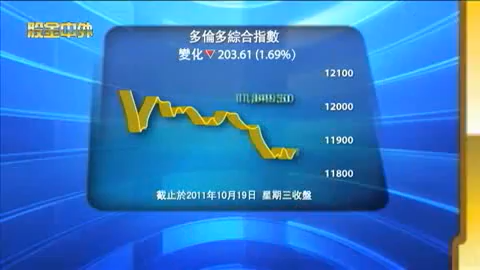 股金中外
多倫多綜合指數
變化▼203.61 (1.69%)
12100
12000
11900
11800
截止於2011年10月19日 星期三收盤